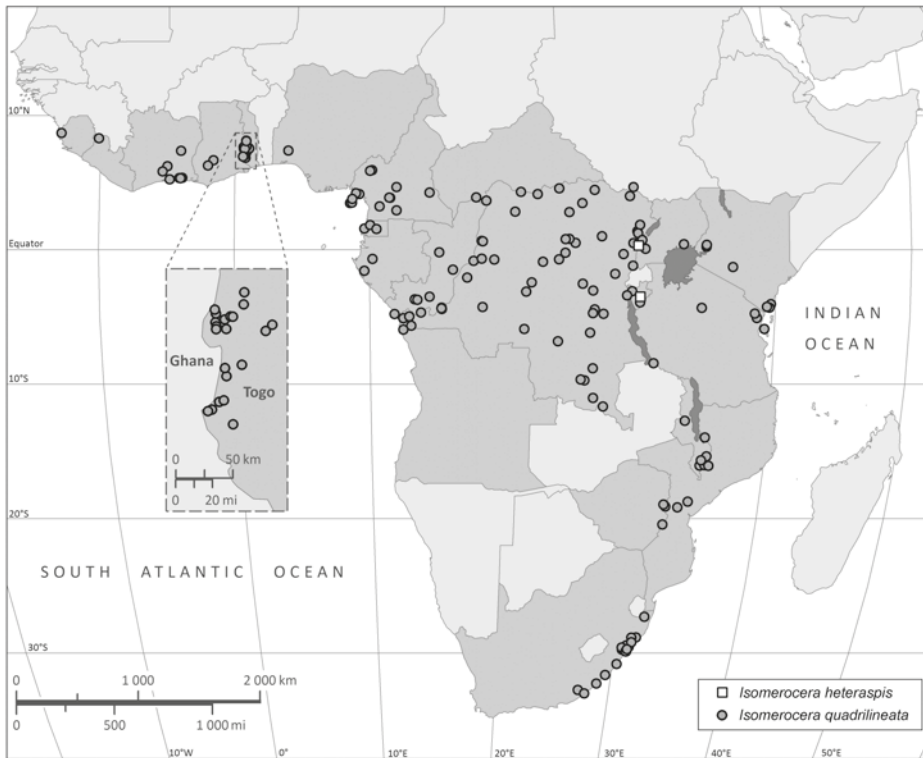 10°N
Equator
INDIAN
OCEAN
Ghana
Togo
10°S
0 50 km
0 20 mi
20°S
SOUTH ATLANTIC OCEAN
30°S
0 1 000 2 000 km
0 500 1 000 mi
Isomerocera heteraspis
Isomerocera quadrilineata
10°W 0° 10°E 20°E 30°E 40°E 50°E